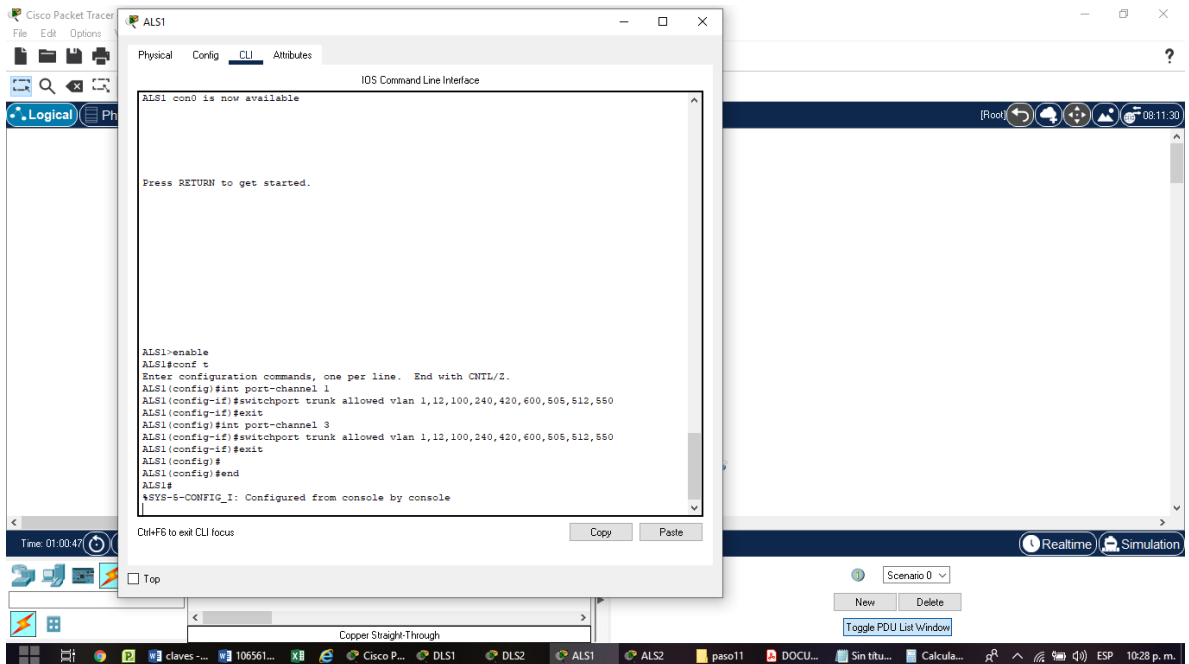 Cisco Packet Tracer
File Edit Options
ALS1
Physical Config CLI Attributes
IOS Command Line Interface
ALS1 con0 is now available
Press RETURN to get started.
ALS1>enable
ALS1#conf t
Enter configuration commands, one per line.  End with CNTL/Z.
ALS1(config)#int port-channel 1
ALS1(config-if)#switchport trunk allowed vlan 1,12,100,240,420,600,505,512,550
ALS1(config-if)#exit
ALS1(config)#int port-channel 3
ALS1(config-if)#switchport trunk allowed vlan 1,12,100,240,420,600,505,512,550
ALS1(config-if)#exit
ALS1(config)#
ALS1(config)#end
ALS1#
%SYS-5-CONFIG_I: Configured from console by console
Ctrl+F6 to exit CLI focus
Copy Paste
Top
Logical Ph
[Root] 08:11:30
Time: 01:00:47
Realtime Simulation
Scenario 0
New Delete
Toggle PDU List Window
Copper Straight-Through
claves -... 106561... Cisco P... DLS1 DLS2 ALS1 ALS2 paso11 DOCU... Sin títu... Calcula... ESP 10:28 p. m.